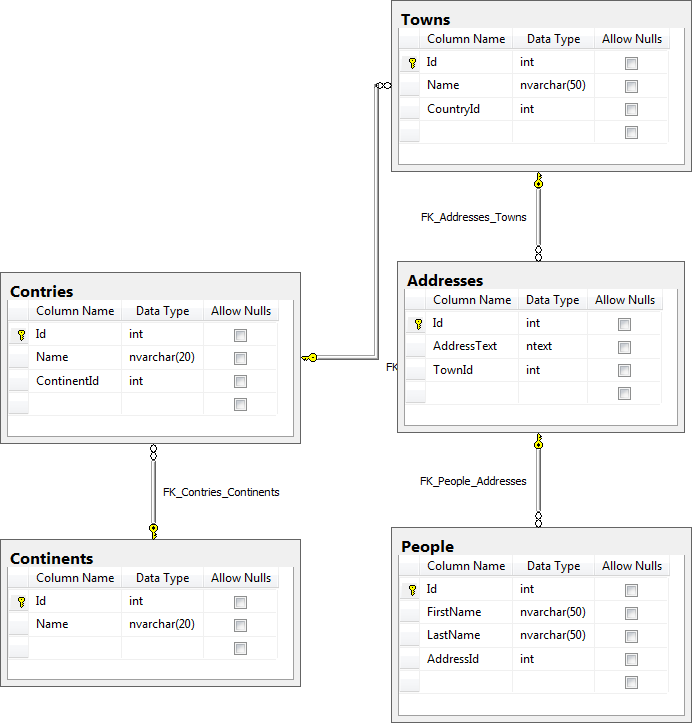 Towns
Column Name Data Type Allow Nulls
Id int
Name nvarchar(50)
CountryId int
FK_Addresses_Towns
Contries
Column Name Data Type Allow Nulls
Id int
Name nvarchar(20)
ContinentId int
FK
Addresses
Column Name Data Type Allow Nulls
Id int
AddressText ntext
TownId int
FK_Contries_Continents
FK_People_Addresses
Continents
Column Name Data Type Allow Nulls
Id int
Name nvarchar(20)
People
Column Name Data Type Allow Nulls
Id int
FirstName nvarchar(50)
LastName nvarchar(50)
AddressId int